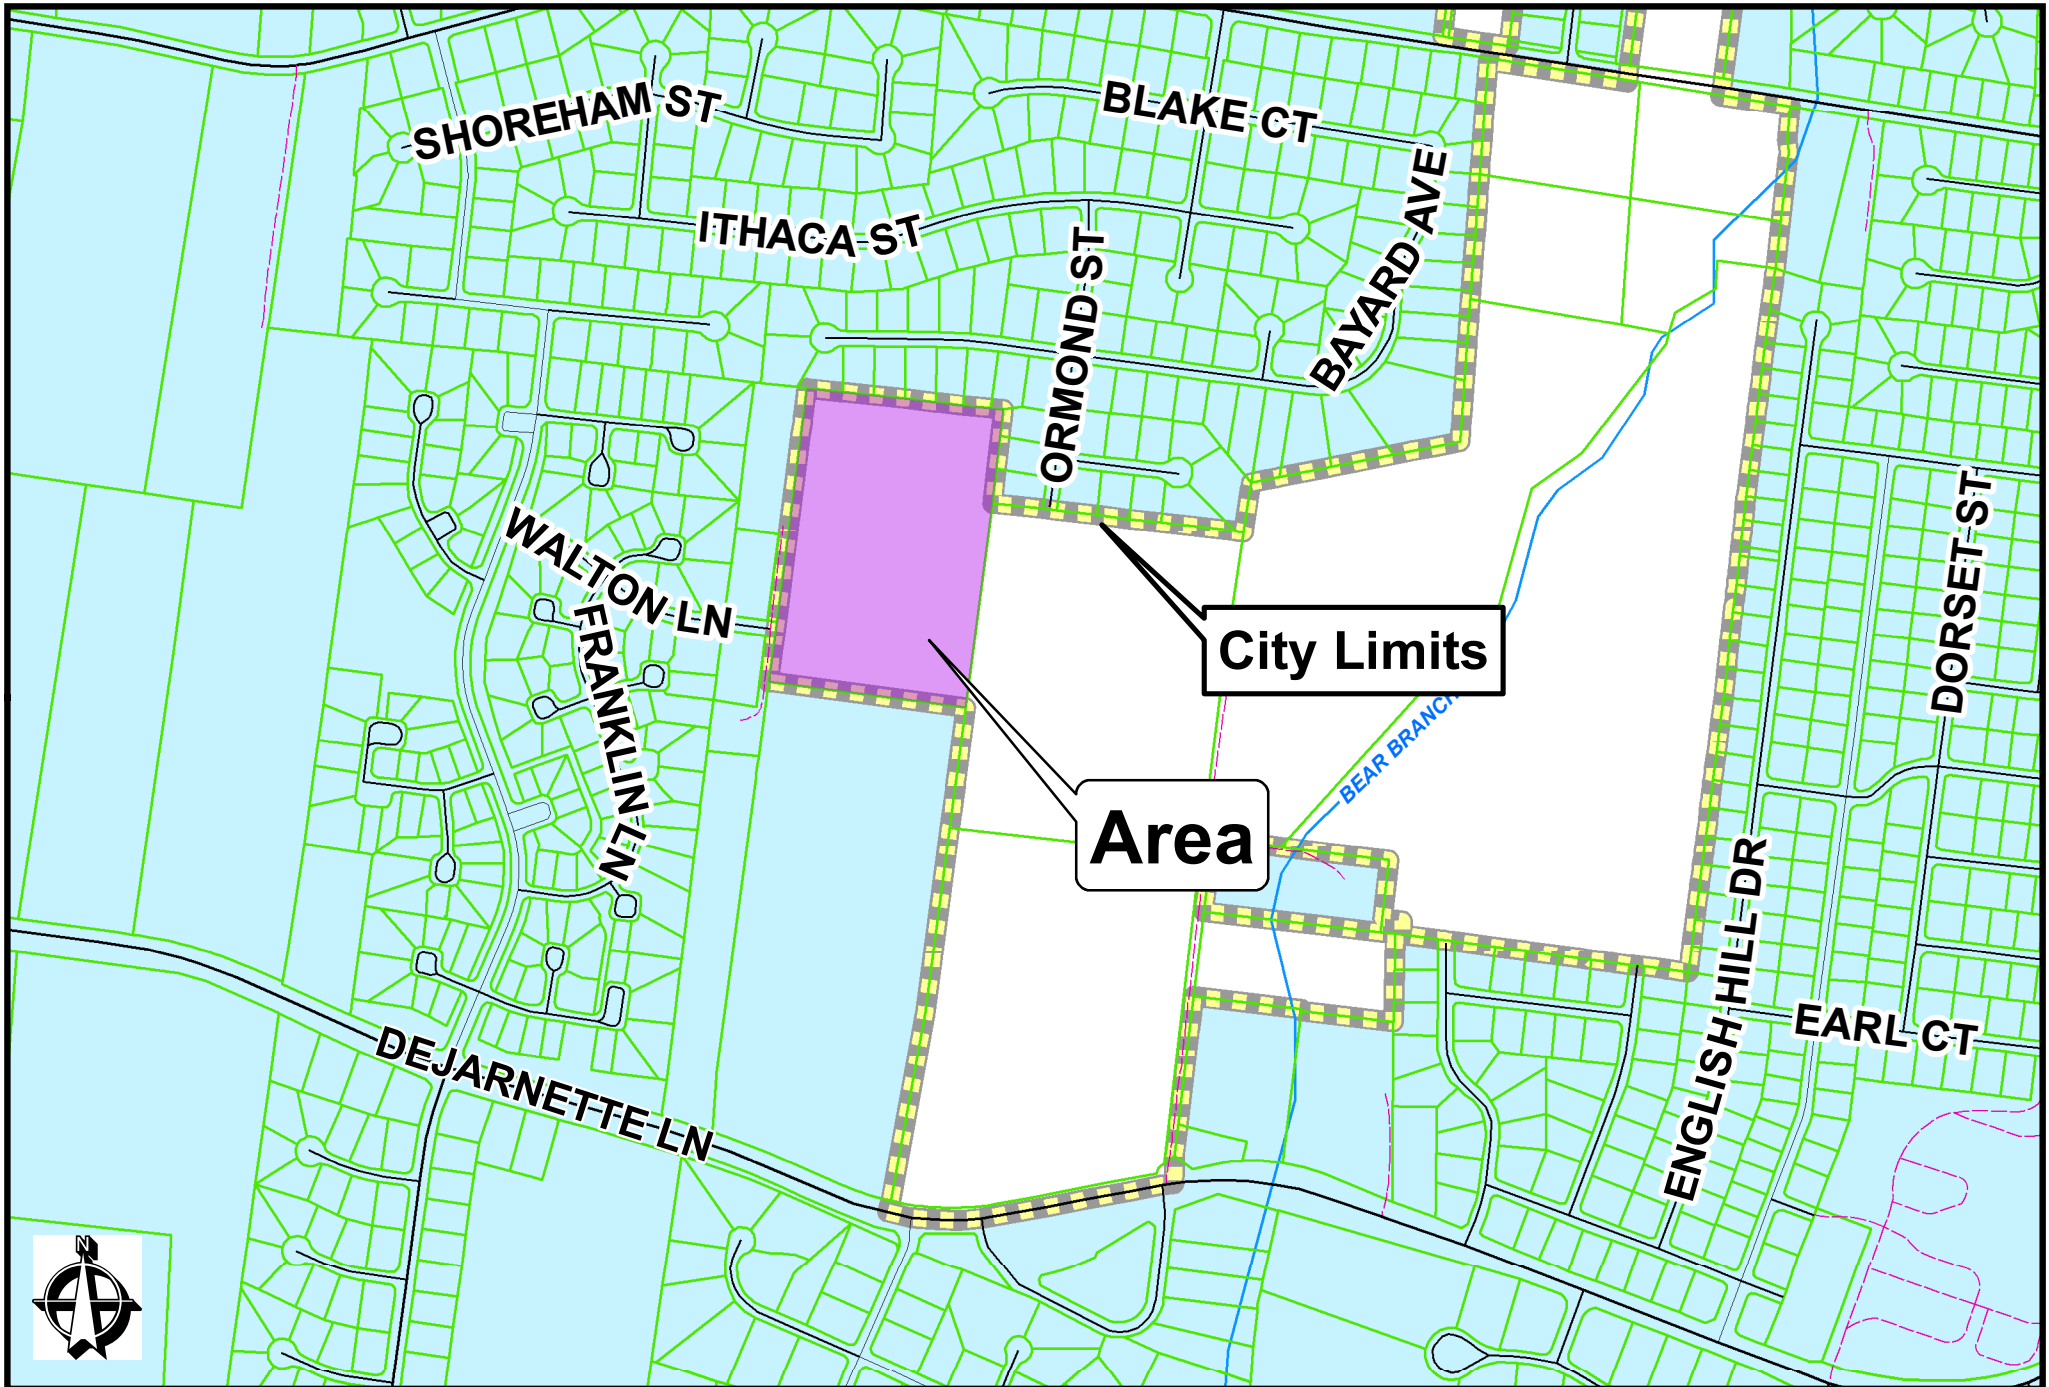 SHOREHAM ST
BLAKE CT
BAYARD AVE
ITHACA ST
ORMOND ST
WALTON LN
FRANKLIN LN
City Limits
DORSET ST
BEAR BRANCH
Area
ENGLISH HILL DR
EARL CT
DEJARNETTE LN
N